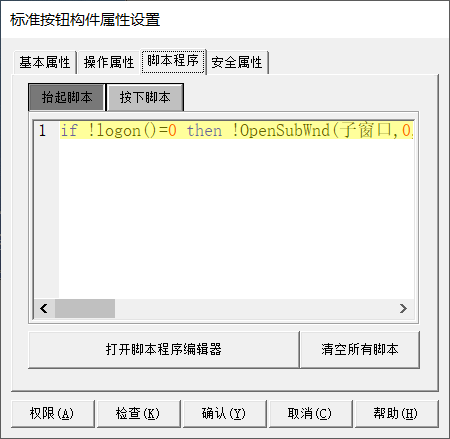 标准按钮构件属性设置
基本属性 操作属性 脚本程序 安全属性
抬起脚本 按下脚本
1 if !logon()=0 then !OpenSubWnd(子窗口,0,
打开脚本程序编辑器 清空所有脚本
权限(A) 检查(K) 确认(Y) 取消(C) 帮助(H)